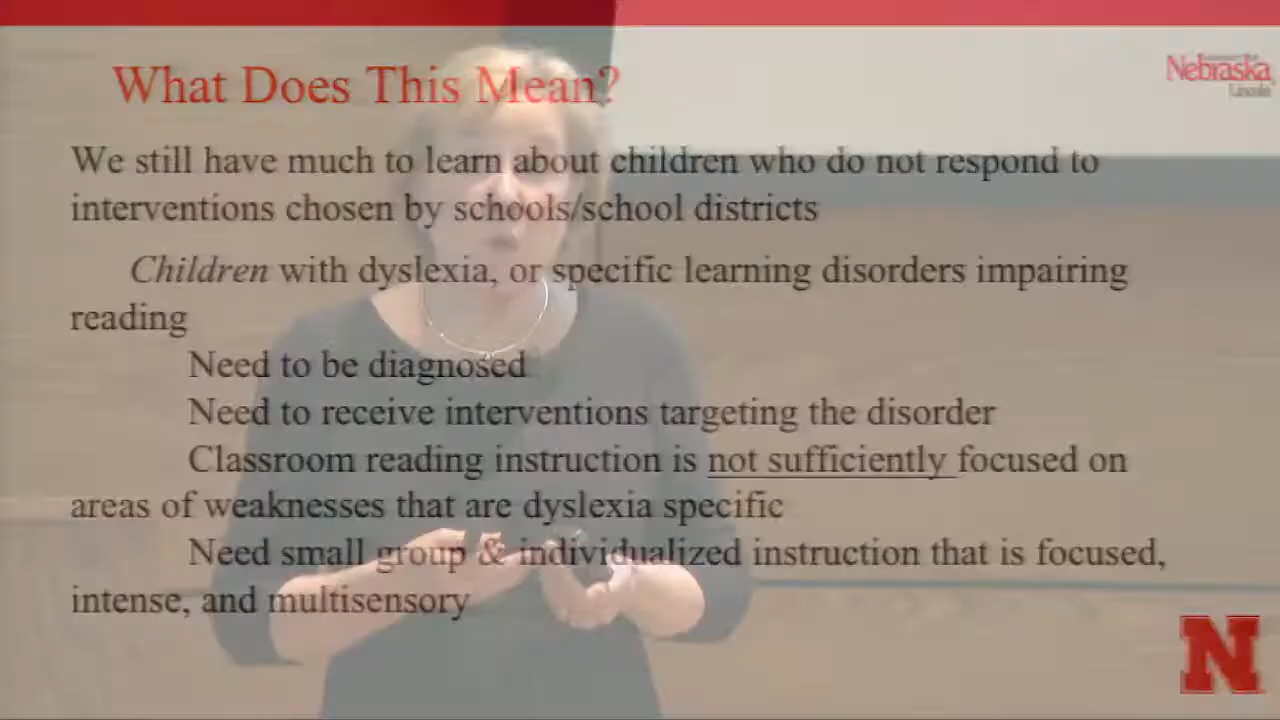 What Does This Mean?
Nebraska
Lincoln
We still have much to learn about children who do not respond to
interventions chosen by schools/school districts
Children with dyslexia, or specific learning disorders impairing
reading
Need to be diagnosed
Need to receive interventions targeting the disorder
Classroom reading instruction is not sufficiently focused on
areas of weaknesses that are dyslexia specific
Need small group & individualized instruction that is focused,
intense, and multisensory
N